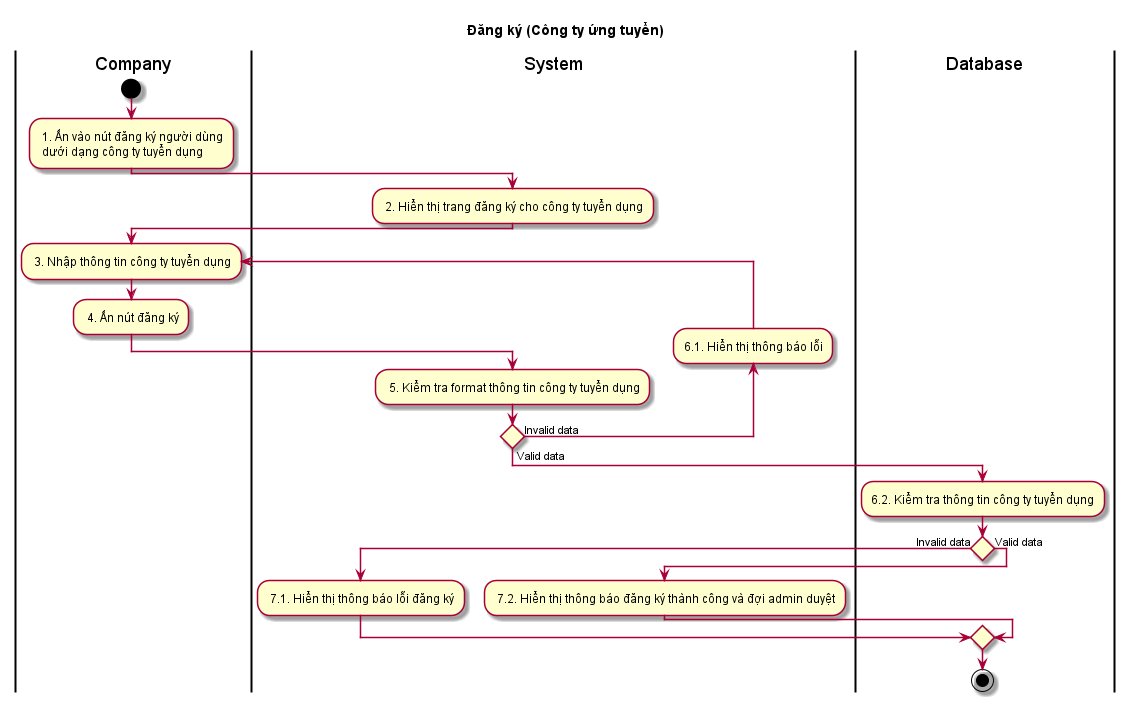 Đăng ký (Công ty ứng tuyển)
Company
System
Database
1. Ấn vào nút đăng ký người dùng
dưới dạng công ty tuyển dụng
2. Hiển thị trang đăng ký cho công ty tuyển dụng
3. Nhập thông tin công ty tuyển dụng
4. Ấn nút đăng ký
6.1. Hiển thị thông báo lỗi
5. Kiểm tra format thông tin công ty tuyển dụng
Invalid data
Valid data
6.2. Kiểm tra thông tin công ty tuyển dụng
Invalid data
Valid data
7.1. Hiển thị thông báo lỗi đăng ký
7.2. Hiển thị thông báo đăng ký thành công và đợi admin duyệt